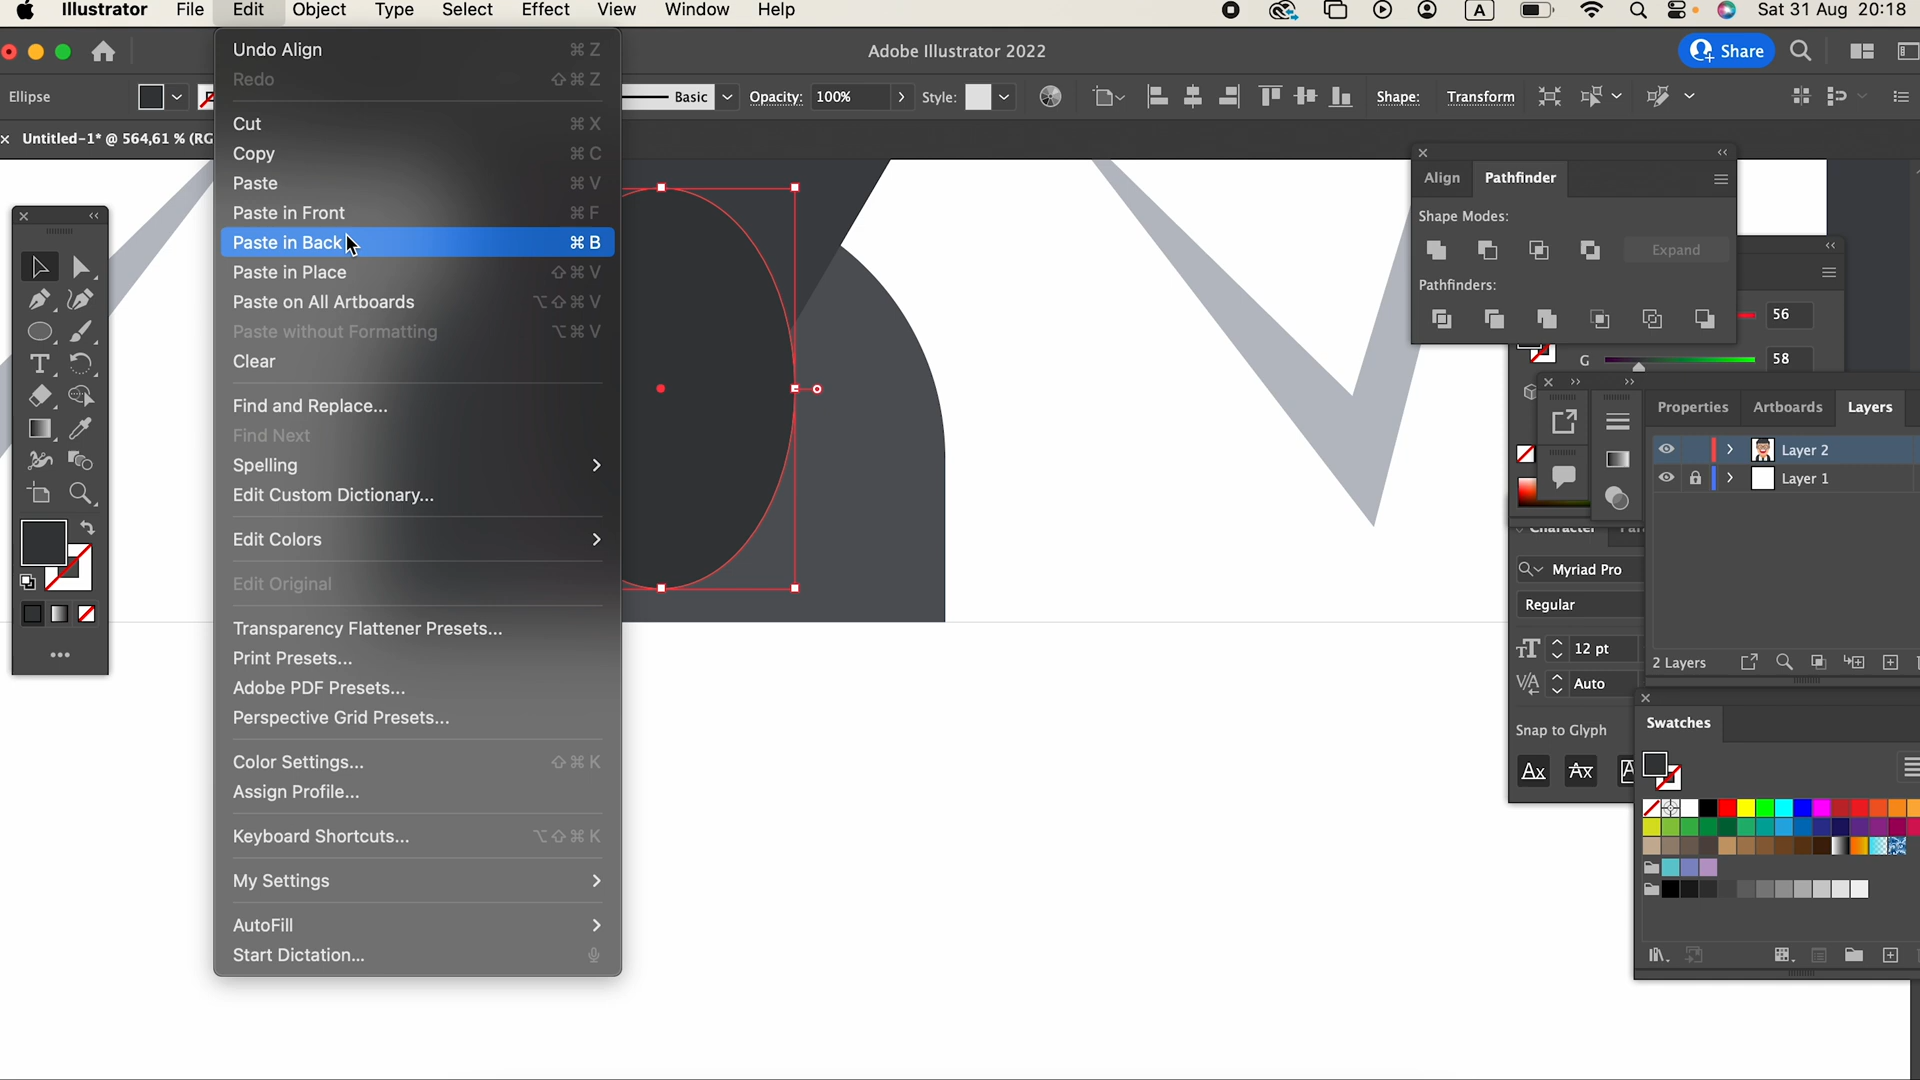 Illustrator File Edit Object Type Select Effect View Window Help A Sat 31 Aug 20:18
Adobe Illustrator 2022 Share
Ellipse Basic Opacity: 100% Style: Shape: Transform
Untitled-1* @ 564,61 % (RG
Undo Align ⌘ Z
Redo ⇧ ⌘ Z
Cut ⌘ X
Copy ⌘ C
Paste ⌘ V
Paste in Front ⌘ F
Paste in Back ⌘ B
Paste in Place ⇧ ⌘ V
Paste on All Artboards ⌥ ⇧ ⌘ V
Paste without Formatting ⌥ ⌘ V
Clear
Find and Replace...
Find Next
Spelling
Edit Custom Dictionary...
Edit Colors
Edit Original
Transparency Flattener Presets...
Print Presets...
Adobe PDF Presets...
Perspective Grid Presets...
Color Settings... ⇧ ⌘ K
Assign Profile...
Keyboard Shortcuts... ⌥ ⇧ ⌘ K
My Settings
AutoFill
Start Dictation...
Align Pathfinder
Shape Modes:
Expand
Pathfinders:
56
G 58
Properties Artboards Layers
Layer 2
Layer 1
2 Layers
Character
Myriad Pro
Regular
12 pt
Auto
Snap to Glyph
Swatches